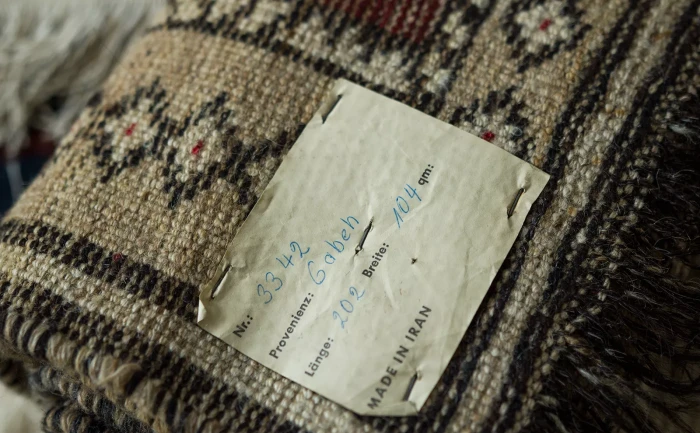 Nr.: 3342
Provenienz: Gabeh
Länge: 202 Breite: 104 qm:
MADE IN IRAN